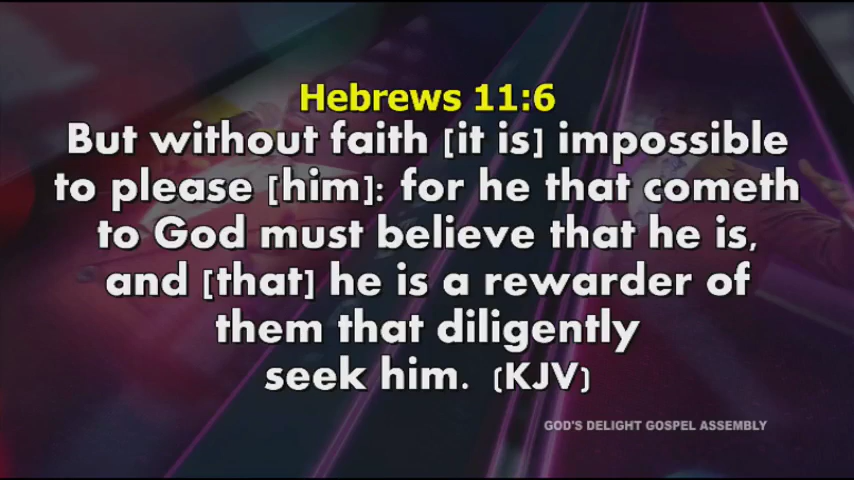 Hebrews 11:6
But without faith [it is] impossible
to please [him]: for he that cometh
to God must believe that he is,
and [that] he is a rewarder of
them that diligently
seek him. (KJV)
GOD'S DELIGHT GOSPEL ASSEMBLY